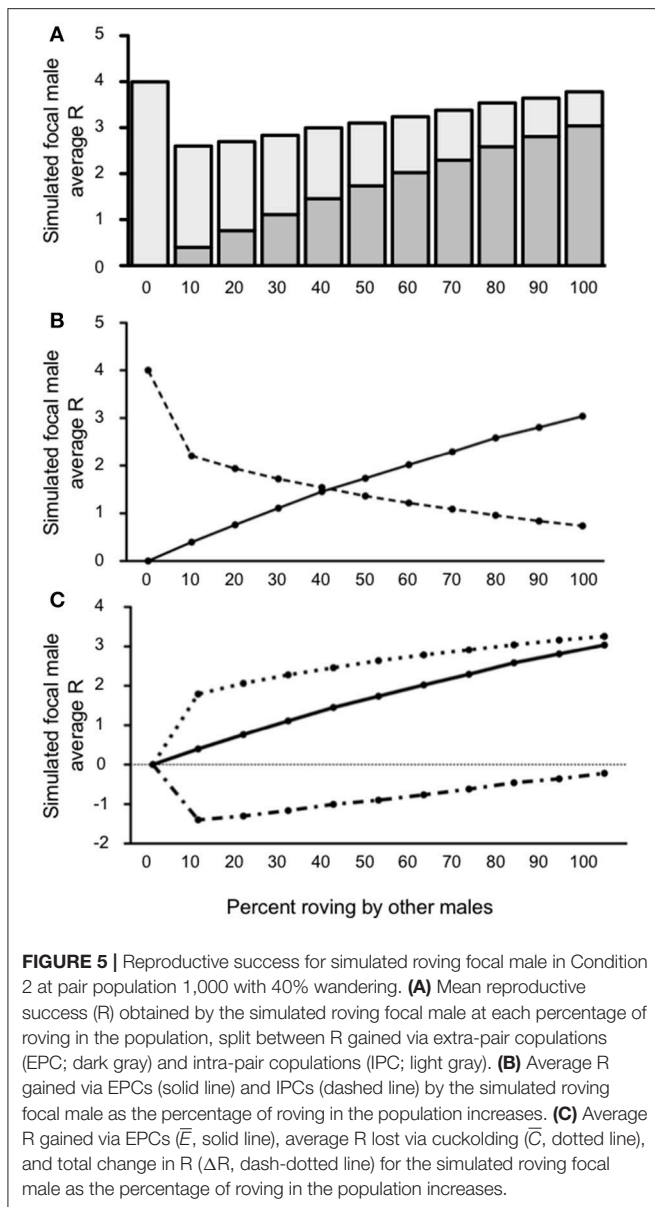 A
5
4
3
2
1
0
Simulated focal male
average R
0 10 20 30 40 50 60 70 80 90 100
B
5
4
3
2
1
0
Simulated focal male
average R
0 10 20 30 40 50 60 70 80 90 100
C
4
3
2
1
0
-1
-2
Simulated focal male
average R
0 10 20 30 40 50 60 70 80 90 100
Percent roving by other males
FIGURE 5 | Reproductive success for simulated roving focal male in Condition
2 at pair population 1,000 with 40% wandering. (A) Mean reproductive
success (R) obtained by the simulated roving focal male at each percentage of
roving in the population, split between R gained via extra-pair copulations
(EPC; dark gray) and intra-pair copulations (IPC; light gray). (B) Average R
gained via EPCs (solid line) and IPCs (dashed line) by the simulated roving
focal male as the percentage of roving in the population increases. (C) Average
R gained via EPCs (E̅, solid line), average R lost via cuckolding (C̅, dotted line),
and total change in R (ΔR, dash-dotted line) for the simulated roving focal
male as the percentage of roving in the population increases.